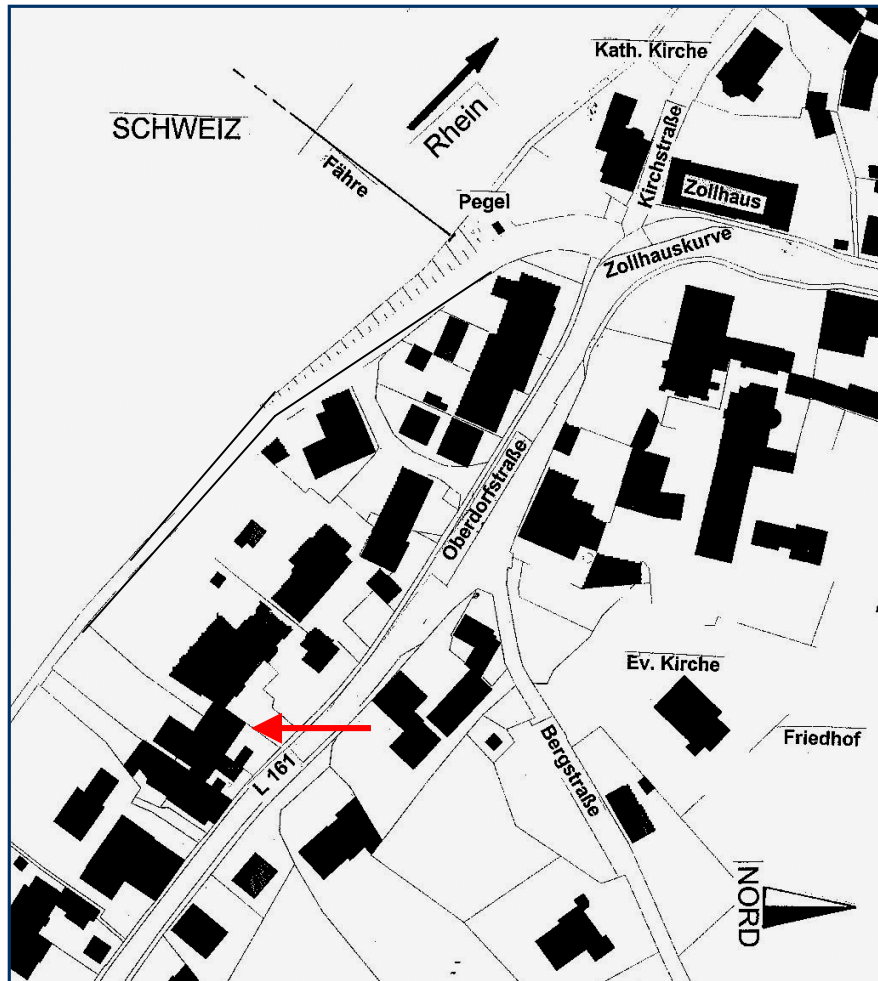 Kath. Kirche
SCHWEIZ
Rhein
Fähre
Kirchstraße
Pegel
Zollhaus
Zollhauskurve
Oberdorfstraße
Ev. Kirche
Friedhof
Bergstraße
L 161
NORD